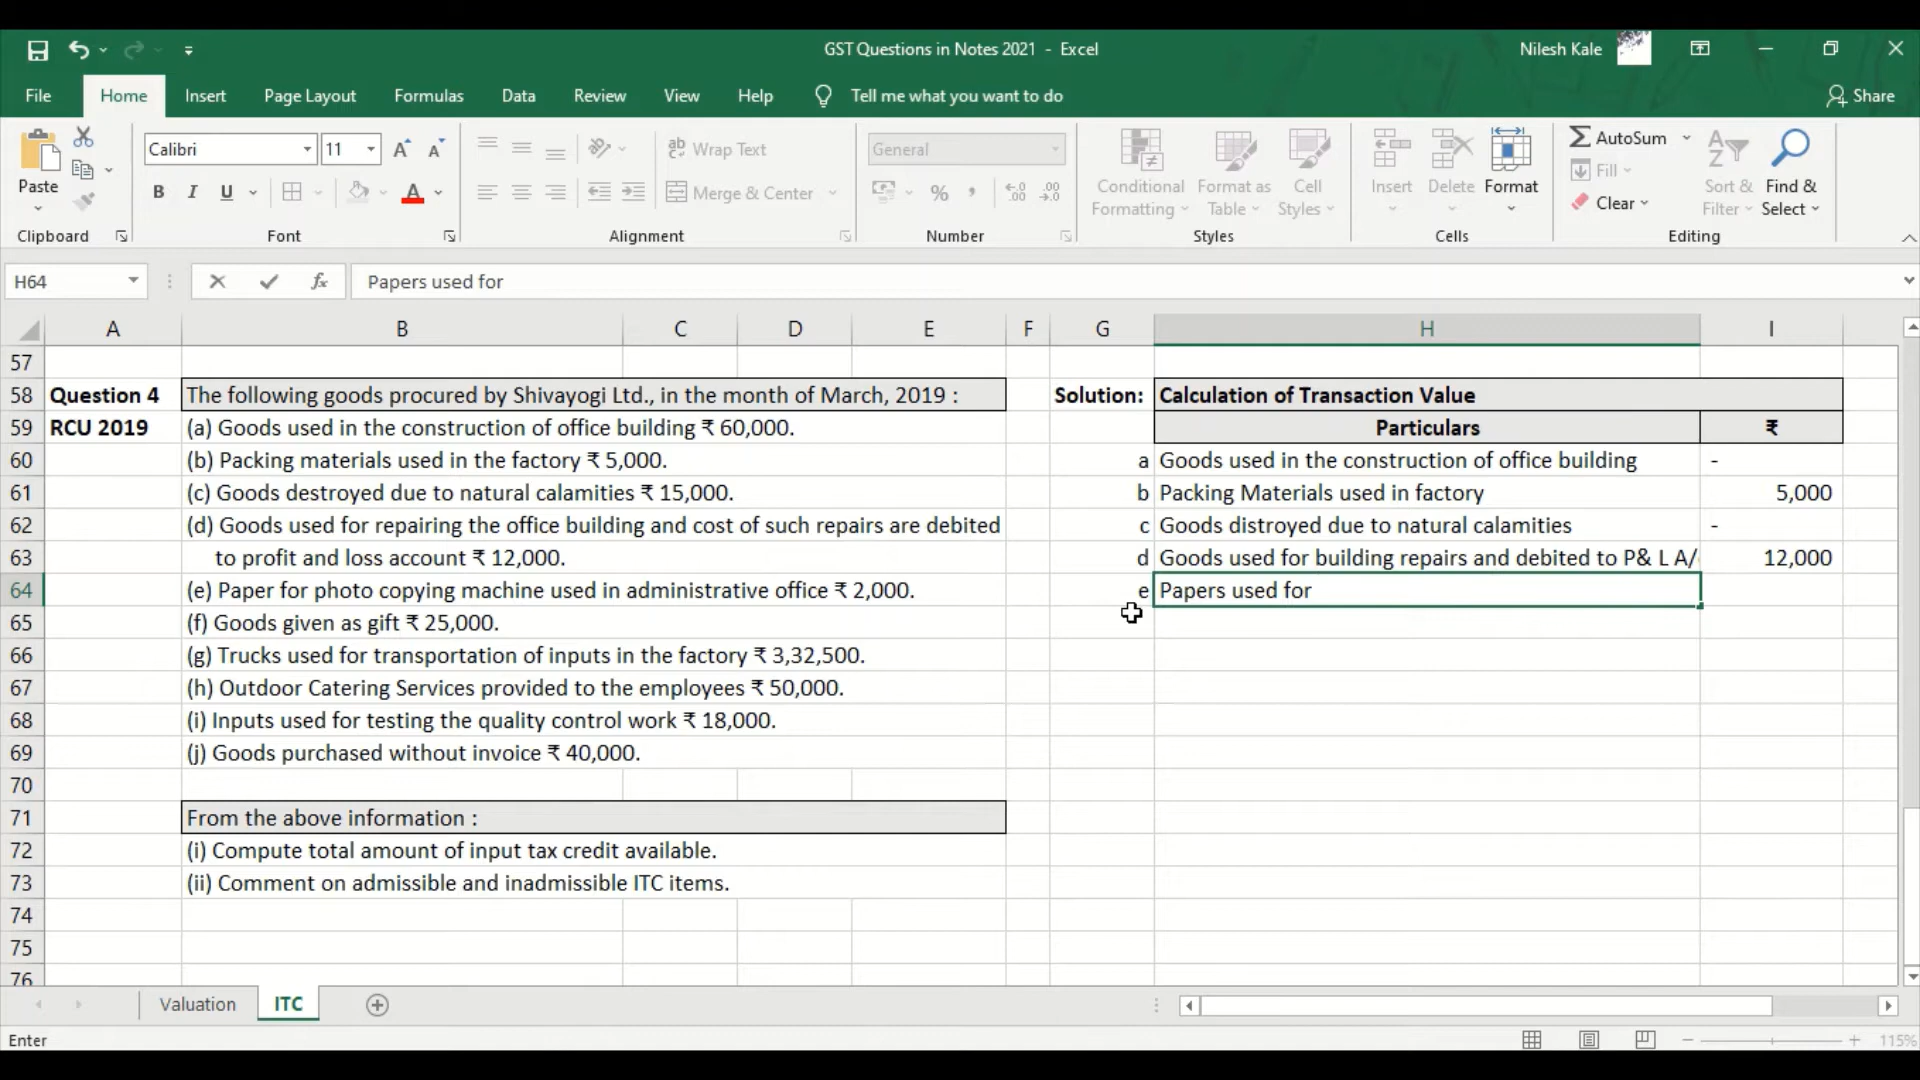 GST Questions in Notes 2021 - Excel
Nilesh Kale
File Home Insert Page Layout Formulas Data Review View Help Tell me what you want to do Share
Paste
Clipboard
Calibri 11
B I U A
Font
ab Wrap Text
Merge & Center
Alignment
General
% ,
Number
Conditional Formatting
Format as Table
Cell Styles
Styles
Insert Delete Format
Cells
AutoSum
Fill
Clear
Sort & Filter
Find & Select
Editing
H64 fx Papers used for
A B C D E F G H I
57
58 Question 4 The following goods procured by Shivayogi Ltd., in the month of March, 2019 : Solution: Calculation of Transaction Value
59 RCU 2019 (a) Goods used in the construction of office building ₹ 60,000. Particulars ₹
60 (b) Packing materials used in the factory ₹ 5,000. a Goods used in the construction of office building -
61 (c) Goods destroyed due to natural calamities ₹ 15,000. b Packing Materials used in factory 5,000
62 (d) Goods used for repairing the office building and cost of such repairs are debited c Goods distroyed due to natural calamities -
63 to profit and loss account ₹ 12,000. d Goods used for building repairs and debited to P& L A/ 12,000
64 (e) Paper for photo copying machine used in administrative office ₹ 2,000. e Papers used for
65 (f) Goods given as gift ₹ 25,000.
66 (g) Trucks used for transportation of inputs in the factory ₹ 3,32,500.
67 (h) Outdoor Catering Services provided to the employees ₹ 50,000.
68 (i) Inputs used for testing the quality control work ₹ 18,000.
69 (j) Goods purchased without invoice ₹ 40,000.
70
71 From the above information :
72 (i) Compute total amount of input tax credit available.
73 (ii) Comment on admissible and inadmissible ITC items.
74
75
76
Valuation ITC
Enter 115%